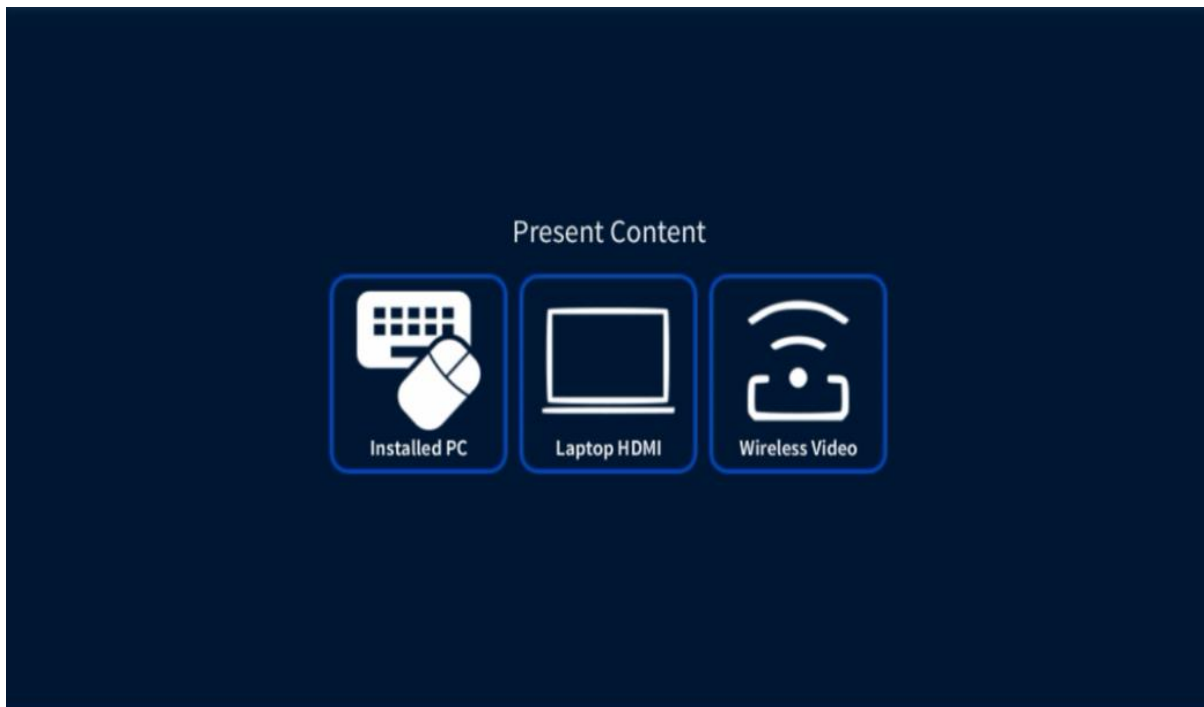 Present Content
Installed PC
Laptop HDMI
Wireless Video